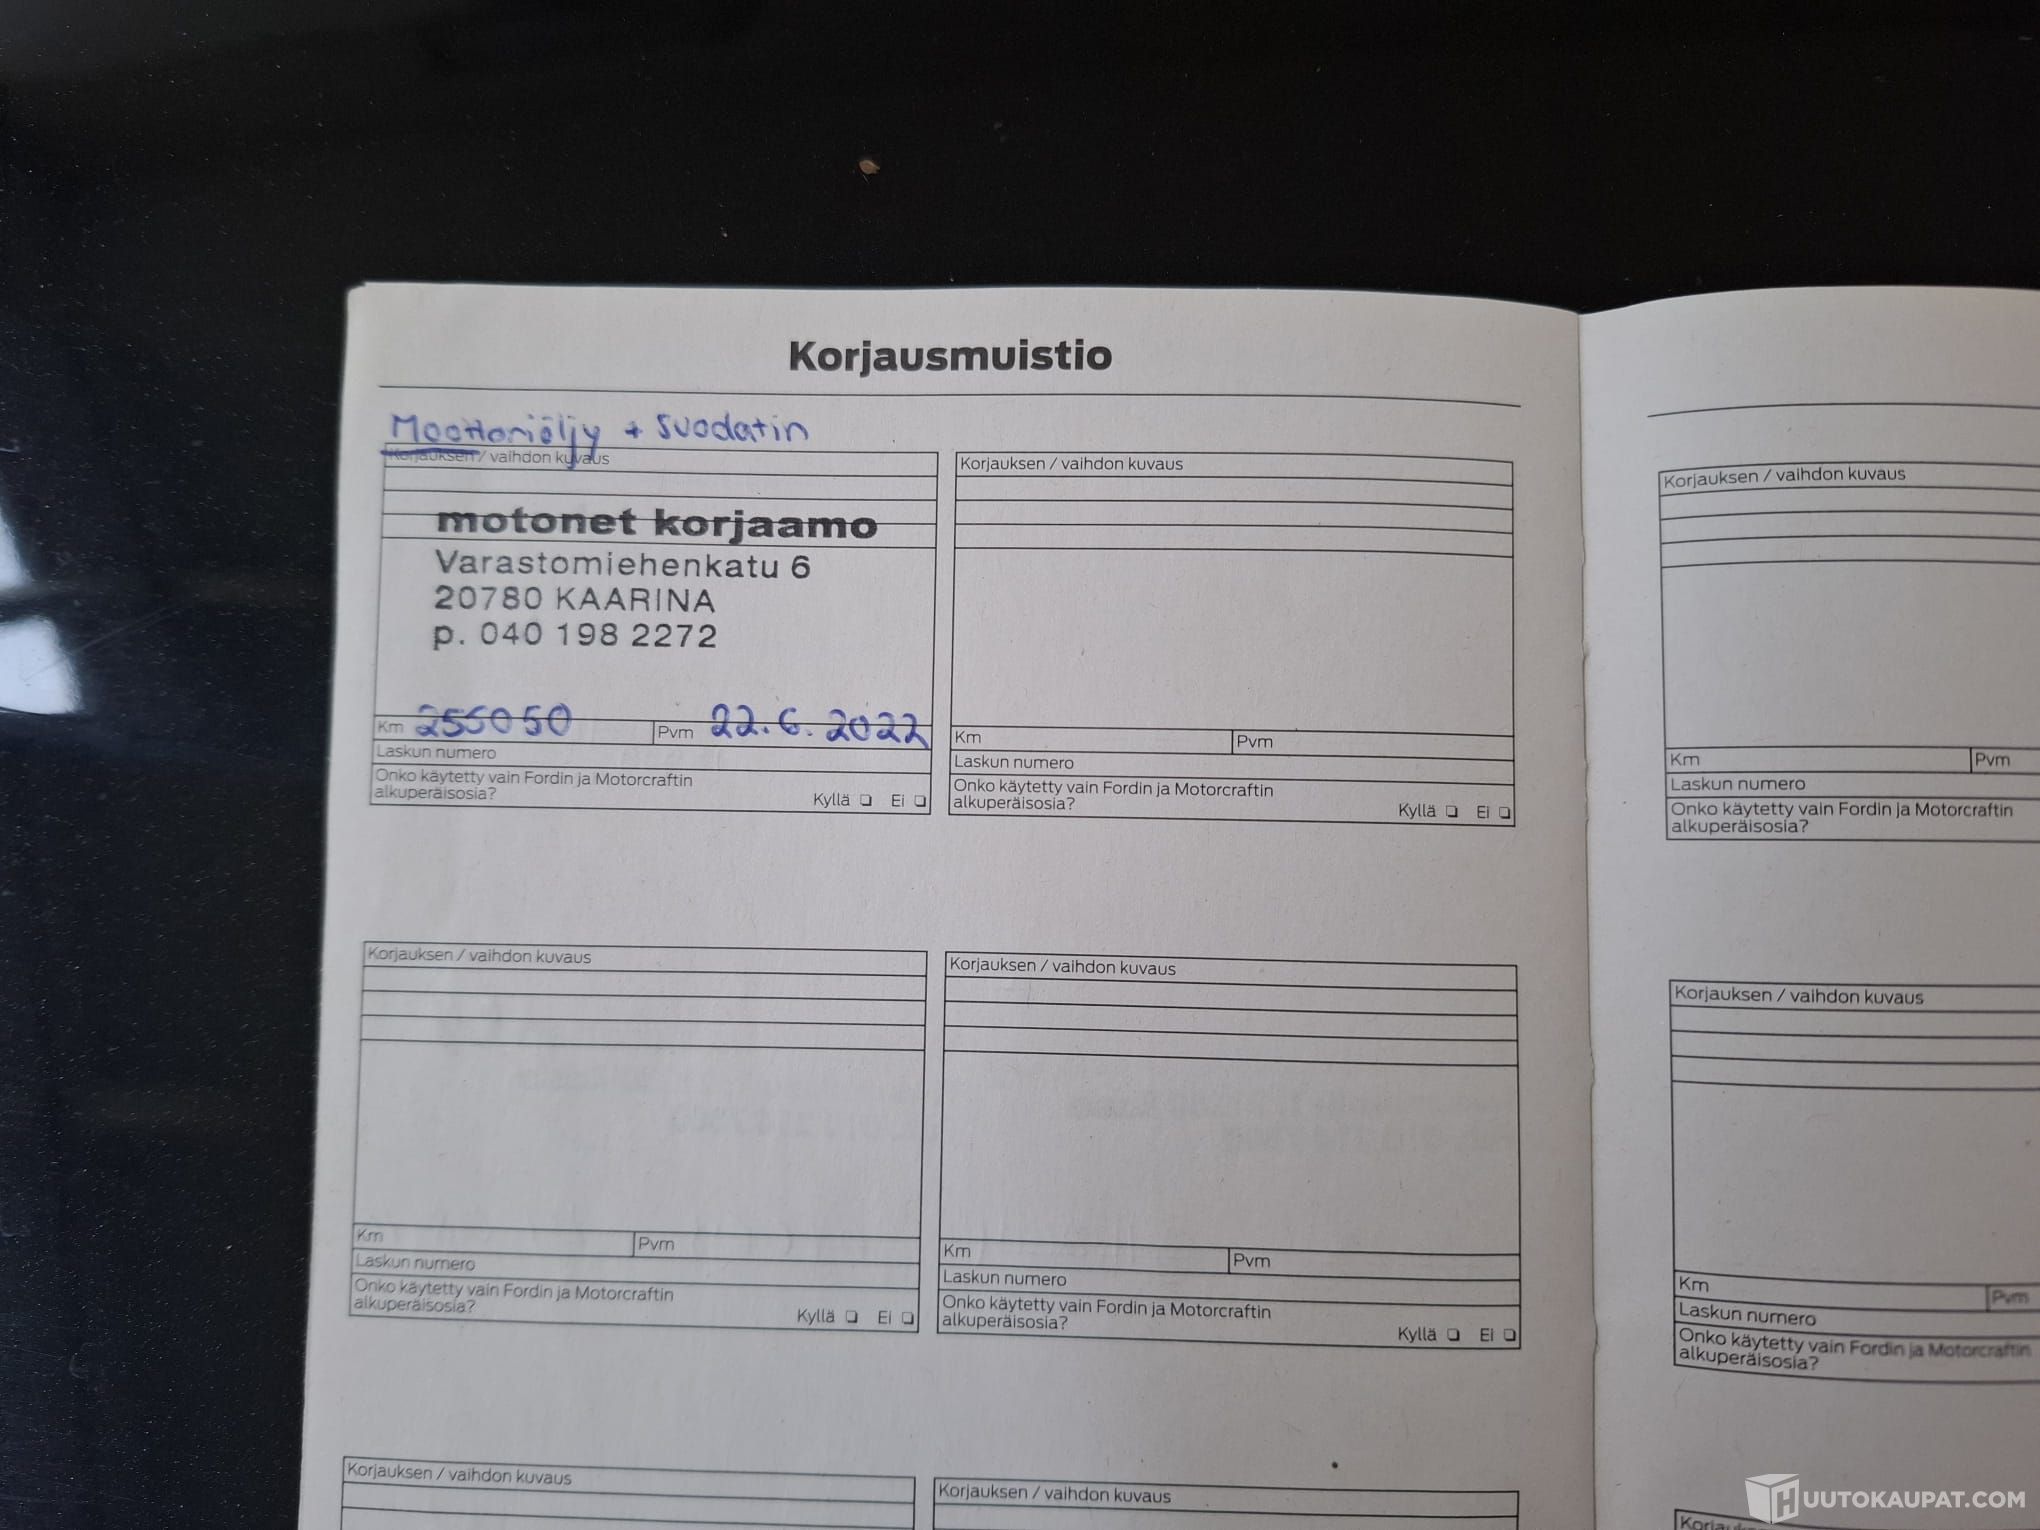 Korjausmuistio
Moottoriöljy + suodatin
Korjauksen / vaihdon kuvaus
motonet korjaamo
Varastomiehenkatu 6
20780 KAARINA
p. 040 198 2272
Km 255050 Pvm 22.6.2022
Laskun numero
Onko käytetty vain Fordin ja Motorcraftin
alkuperäisosia?
Kyllä Ei
Korjauksen / vaihdon kuvaus
Km Pvm
Laskun numero
Onko käytetty vain Fordin ja Motorcraftin
alkuperäisosia?
Kyllä Ei
Korjauksen / vaihdon kuvaus
Km Pvm
Laskun numero
Onko käytetty vain Fordin ja Motorcraftin
alkuperäisosia?
Kyllä Ei
Korjauksen / vaihdon kuvaus
Km Pvm
Laskun numero
Onko käytetty vain Fordin ja Motorcraftin
alkuperäisosia?
Kyllä Ei
Korjauksen / vaihdon kuvaus
Korjauksen / vaihdon kuvaus
Korjauksen / vaihdon kuvaus
Km Pvm
Laskun numero
Onko käytetty vain Fordin ja Motorcraftin
alkuperäisosia?
Korjauksen / vaihdon kuvaus
Km Pvm
Laskun numero
Onko käytetty vain Fordin ja Motorcraftin
alkuperäisosia?
HUUTOKAUPAT.COM